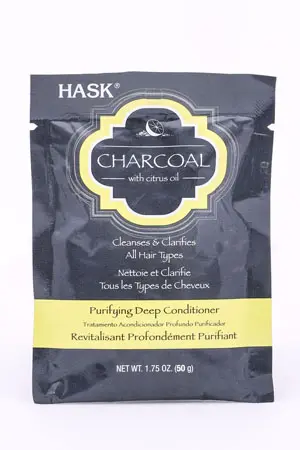 HASK®
CHARCOAL
with citrus oil
Cleanses & Clarifies
All Hair Types
Nettoie et Clarifie
Tous les Types de Cheveux
Purifying Deep Conditioner
Tratamiento Acondicionador Profundo Purificador
Revitalisant Profondément Purifiant
NET WT. 1.75 OZ. (50 g)